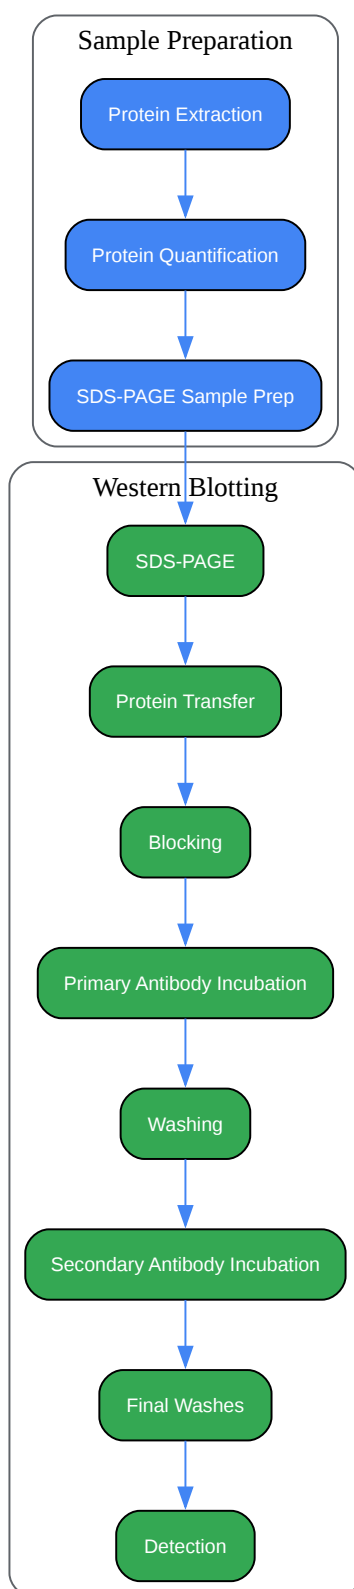 Sample Preparation
Protein Extraction
Protein Quantification
SDS-PAGE Sample Prep
Western Blotting
SDS-PAGE
Protein Transfer
Blocking
Primary Antibody Incubation
Washing
Secondary Antibody Incubation
Final Washes
Detection